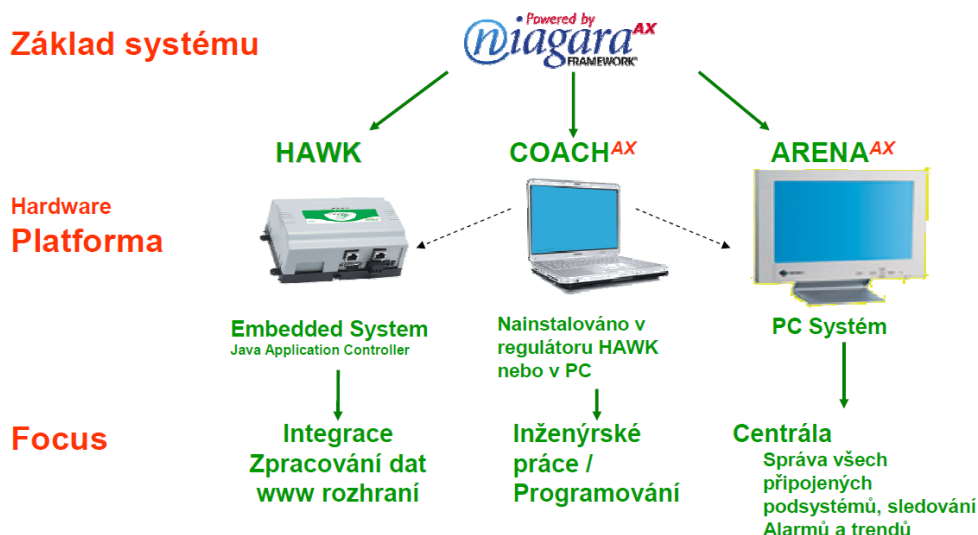 Základ systému
Powered by
niagara AX
FRAMEWORK®
HAWK
COACH AX
ARENA AX
Hardware
Platforma
Embedded System
Java Application Controller
Nainstalováno v
regulátoru HAWK
nebo v PC
PC Systém
Focus
Integrace
Zpracování dat
www rozhraní
Inženýrské
práce /
Programování
Centrála
Správa všech
připojených
podsystémů, sledování
Alarmů a trendů